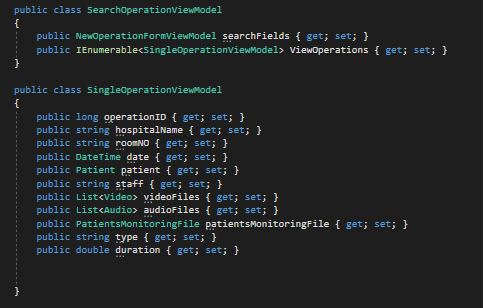 public class SearchOperationViewModel
{
public NewOperationFormViewModel searchFields { get; set; }
public IEnumerable<SingleOperationViewModel> ViewOperations { get; set; }
}
public class SingleOperationViewModel
{
public long operationID { get; set; }
public string hospitalName { get; set; }
public string roomNO { get; set; }
public DateTime date { get; set; }
public Patient patient { get; set; }
public string staff { get; set; }
public List<Video> videoFiles { get; set; }
public List<Audio> audioFiles { get; set; }
public PatientsMonitoringFile patientsMonitoringFile { get; set; }
public string type { get; set; }
public double duration { get; set; }
}